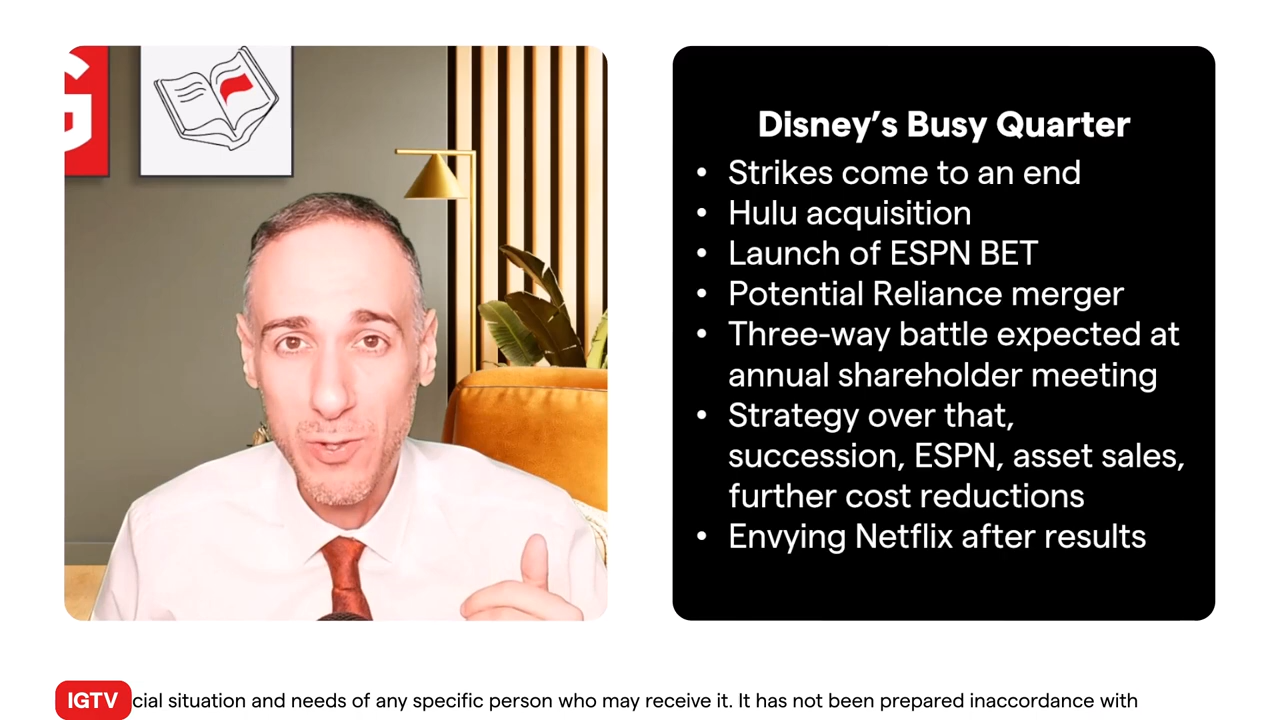 G
Disney’s Busy Quarter
• Strikes come to an end
• Hulu acquisition
• Launch of ESPN BET
• Potential Reliance merger
• Three-way battle expected at
annual shareholder meeting
• Strategy over that,
succession, ESPN, asset sales,
further cost reductions
• Envying Netflix after results
IGTV cial situation and needs of any specific person who may receive it. It has not been prepared inaccordance with